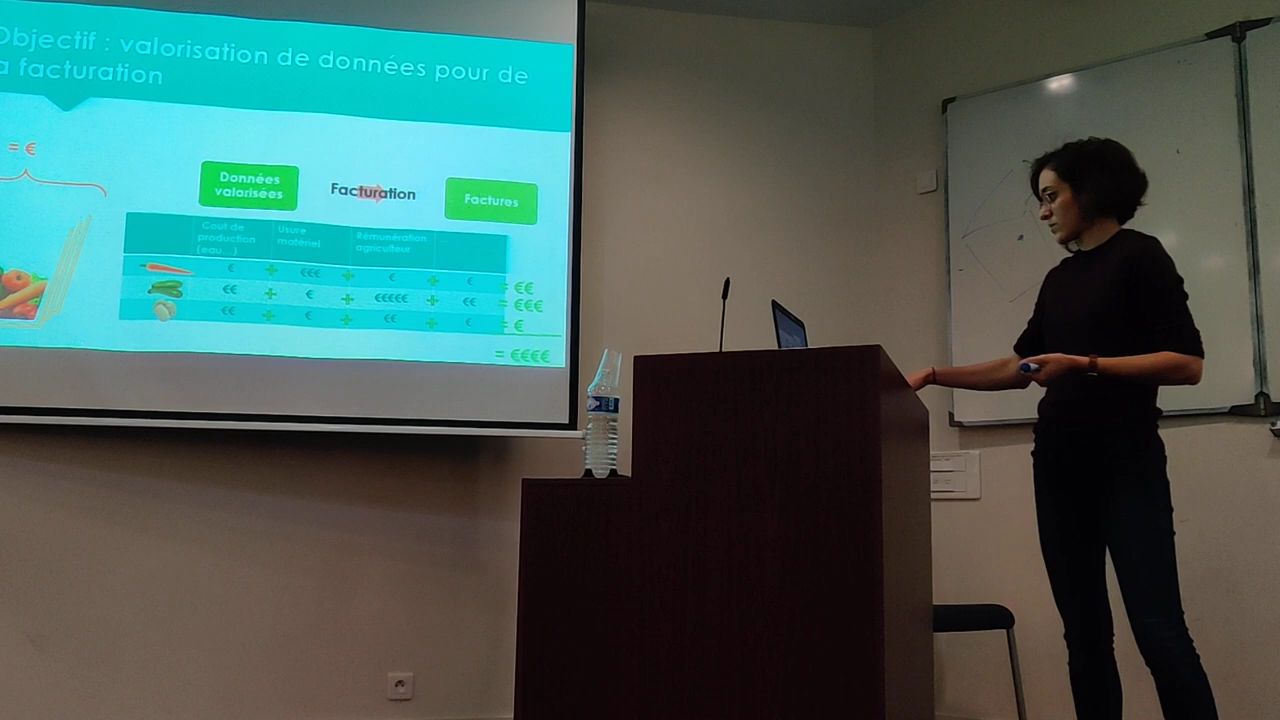 Objectif : valorisation de données pour de
a facturation
= €
Données
valorisées
Facturation
Factures
Cout de
production
(eau...)
Usure
matériel
Rémunération
agriculteur
...
€ + €€€ + € + € = €€
€€ + € + €€€€€ + €€ = €€€
€€ + € + €€ + € = €
= €€€€